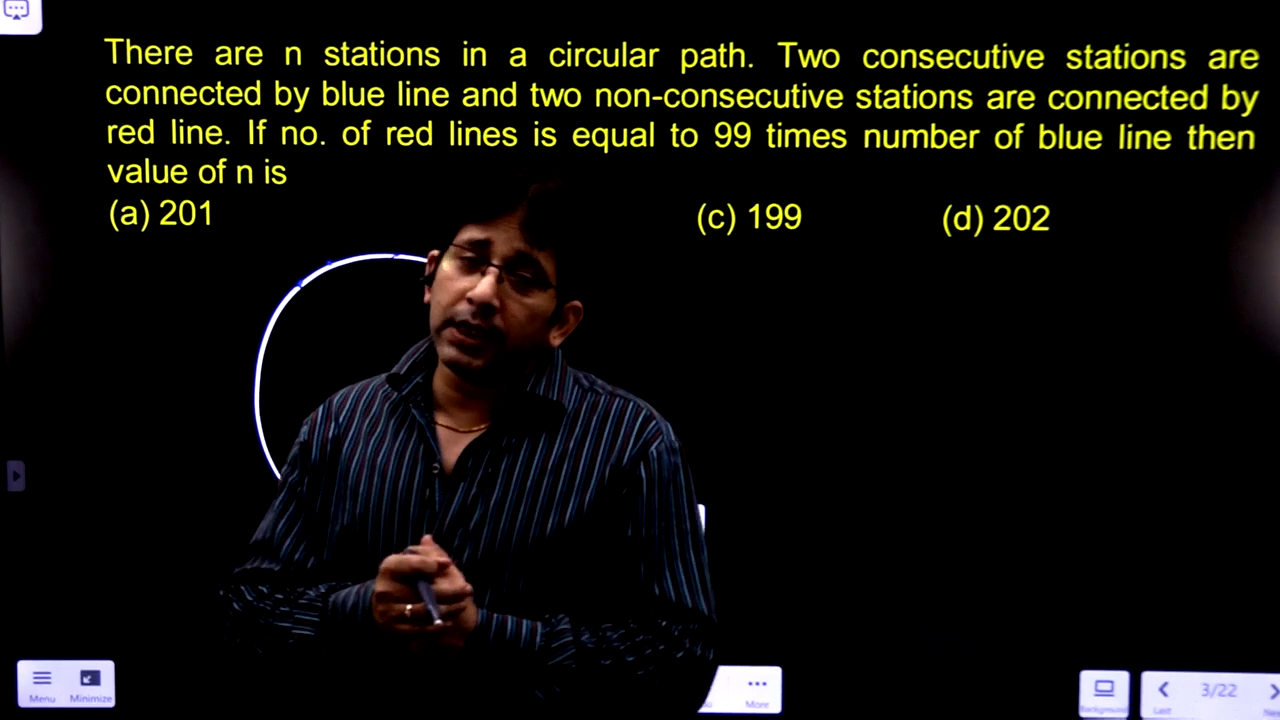 There are n stations in a circular path. Two consecutive stations are
connected by blue line and two non-consecutive stations are connected by
red line. If no. of red lines is equal to 99 times number of blue line then
value of n is
(a) 201 (c) 199 (d) 202
Menu Minimize More Background Last 3/22